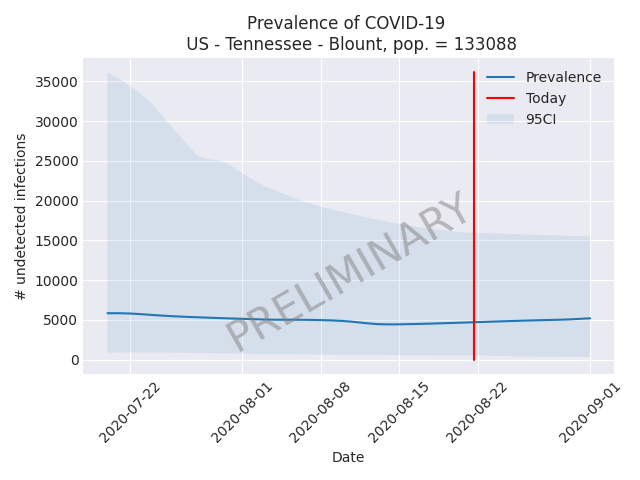 Prevalence of COVID-19
US - Tennessee - Blount, pop. = 133088
Prevalence
Today
95CI
# undetected infections
35000
30000
25000
20000
15000
10000
5000
0
PRELIMINARY
2020-07-22
2020-08-01
2020-08-08
2020-08-15
2020-08-22
2020-09-01
Date